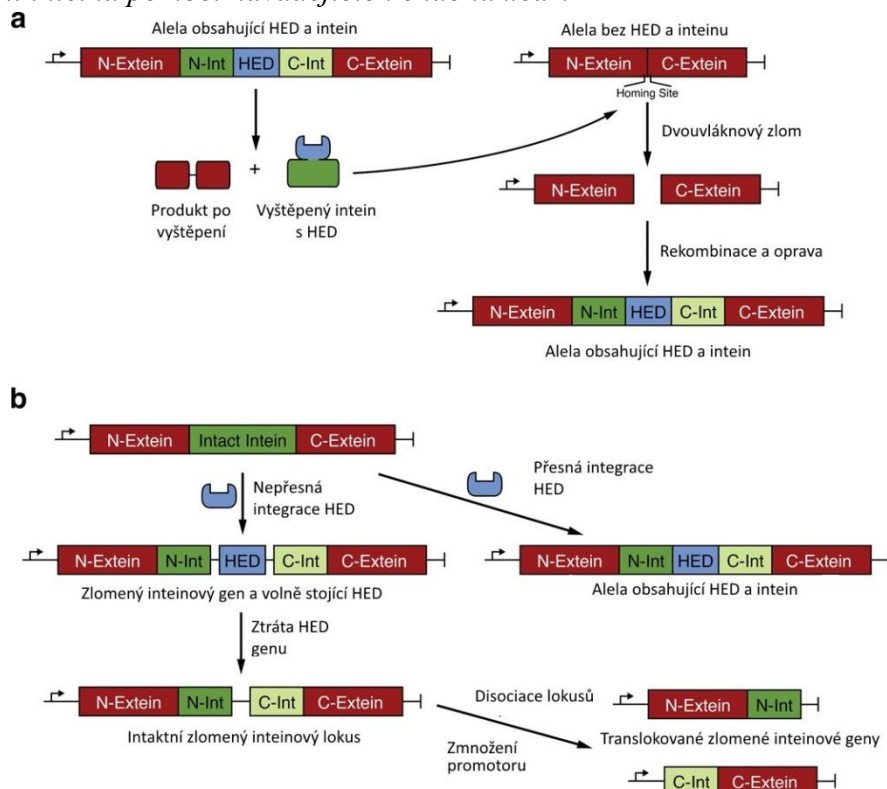 a
Alela obsahující HED a intein
Alela bez HED a inteinu
N-Extein N-Int HED C-Int C-Extein
N-Extein C-Extein
Homing Site
Dvouvláknový zlom
+
N-Extein C-Extein
Produkt po
vyštěpení
Vyštěpený intein
s HED
Rekombinace a oprava
N-Extein N-Int HED C-Int C-Extein
Alela obsahující HED a intein
b
N-Extein Intact Intein C-Extein
Nepřesná
integrace HED
Přesná integrace
HED
N-Extein N-Int HED C-Int C-Extein
Zlomený inteinový gen a volně stojící HED
N-Extein N-Int HED C-Int C-Extein
Alela obsahující HED a intein
Ztráta HED
genu
N-Extein N-Int C-Int C-Extein
Intaktní zlomený inteinový lokus
Disociace lokusů
Zmnožení
promotoru
N-Extein N-Int
Translokované zlomené inteinové geny
C-Int C-Extein